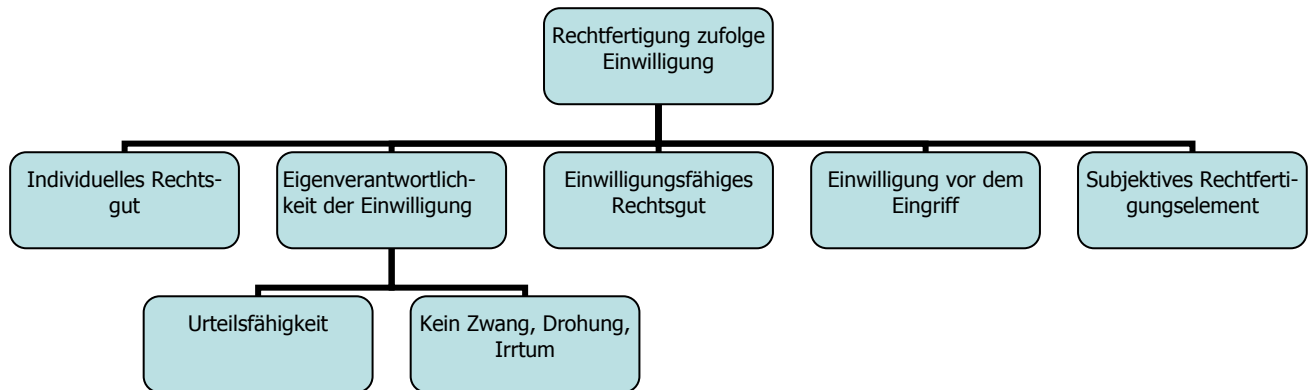 Rechtfertigung zufolge
Einwilligung
Individuelles Rechts-
gut
Eigenverantwortlich-
keit der Einwilligung
Einwilligungsfähiges
Rechtsgut
Einwilligung vor dem
Eingriff
Subjektives Rechtferti-
gungselement
Urteilsfähigkeit
Kein Zwang, Drohung,
Irrtum